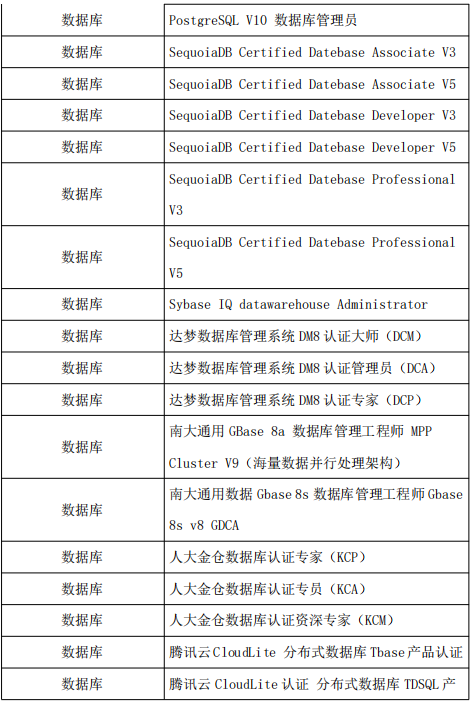 数据库 PostgreSQL V10 数据库管理员
数据库 SequoiaDB Certified Datebase Associate V3
数据库 SequoiaDB Certified Datebase Associate V5
数据库 SequoiaDB Certified Datebase Developer V3
数据库 SequoiaDB Certified Datebase Developer V5
数据库 SequoiaDB Certified Datebase Professional
V3
数据库 SequoiaDB Certified Datebase Professional
V5
数据库 Sybase IQ datawarehouse Administrator
数据库 达梦数据库管理系统 DM8 认证大师（DCM）
数据库 达梦数据库管理系统 DM8 认证管理员（DCA）
数据库 达梦数据库管理系统 DM8 认证专家（DCP）
数据库 南大通用 GBase 8a 数据库管理工程师 MPP
Cluster V9（海量数据并行处理架构）
数据库 南大通用数据 Gbase 8s 数据库管理工程师 Gbase
8s v8 GDCA
数据库 人大金仓数据库认证专家（KCP）
数据库 人大金仓数据库认证专员（KCA）
数据库 人大金仓数据库认证资深专家（KCM）
数据库 腾讯云 CloudLite 分布式数据库 Tbase 产品认证
数据库 腾讯云 CloudLite 认证 分布式数据库 TDSQL 产